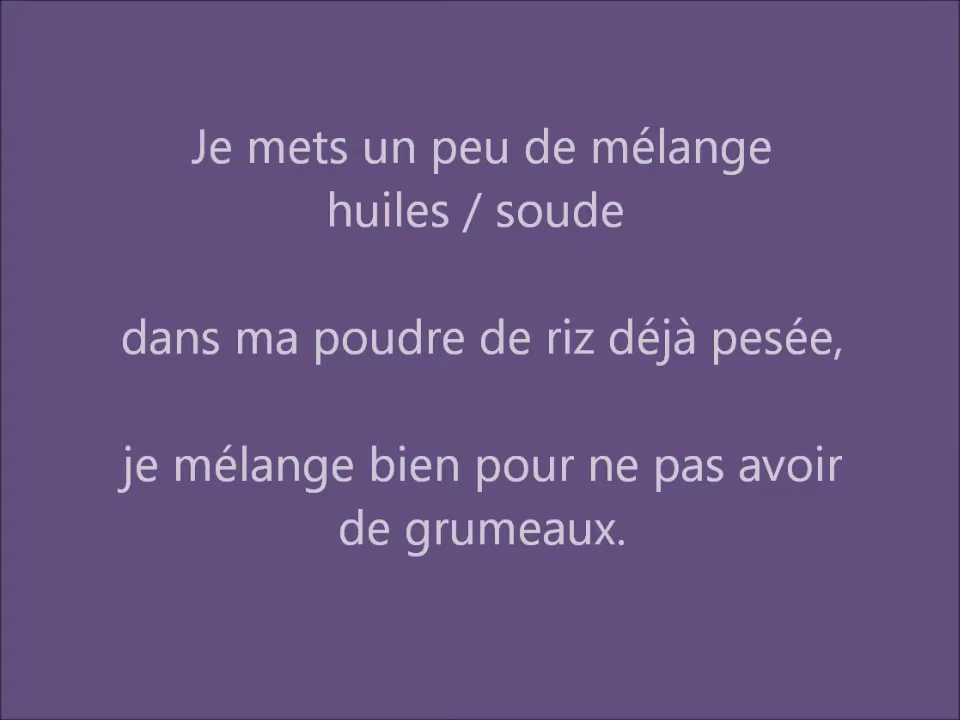 Je mets un peu de mélange
huiles / soude
dans ma poudre de riz déjà pesée,
je mélange bien pour ne pas avoir
de grumeaux.